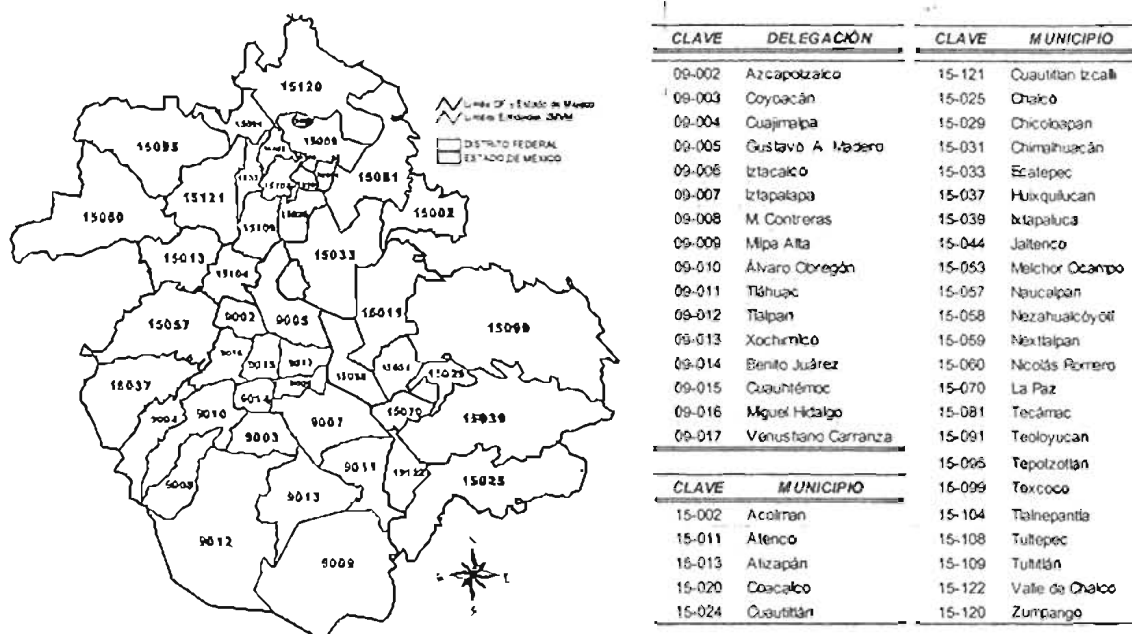 15120
15095
15121
15060
15081
15002
15109
15033
15013
15104
15011
15099
15057
9002
9005
9015
15037
9010
9014
9007
15070
15039
9003
9011
15122
15025
9013
9012
DISTRITO FEDERAL
ESTADO DE MÉXICO
CLAVE DELEGACIÓN
09-002 Azcapotzalco
09-003 Coyoacán
09-004 Cuajimalpa
09-005 Gustavo A. Madero
09-006 Iztacalco
09-007 Iztapalapa
09-008 M. Contreras
09-009 Milpa Alta
09-010 Álvaro Obregón
09-011 Tláhuac
09-012 Tlalpan
09-013 Xochimilco
09-014 Benito Juárez
09-015 Cuauhtémoc
09-016 Miguel Hidalgo
09-017 Venustiano Carranza
CLAVE MUNICIPIO
15-002 Acolman
15-011 Atenco
15-013 Atizapán
15-020 Coacalco
15-024 Cuautitlán
CLAVE MUNICIPIO
15-121 Cuautitlan Izcalli
15-025 Chalco
15-029 Chicoloapan
15-031 Chimalhuacán
15-033 Ecatepec
15-037 Huixquilucan
15-039 Ixtapaluca
15-044 Jaltenco
15-053 Melchor Ocampo
15-057 Naucalpan
15-058 Nezahualcóyotl
15-059 Nextlalpan
15-060 Nicolás Romero
15-070 La Paz
15-081 Tecámac
15-091 Teoloyucan
15-095 Tepotzotlán
15-099 Texcoco
15-104 Tlalnepantla
15-108 Tultepec
15-109 Tultitlán
15-122 Valle de Chalco
15-120 Zumpango